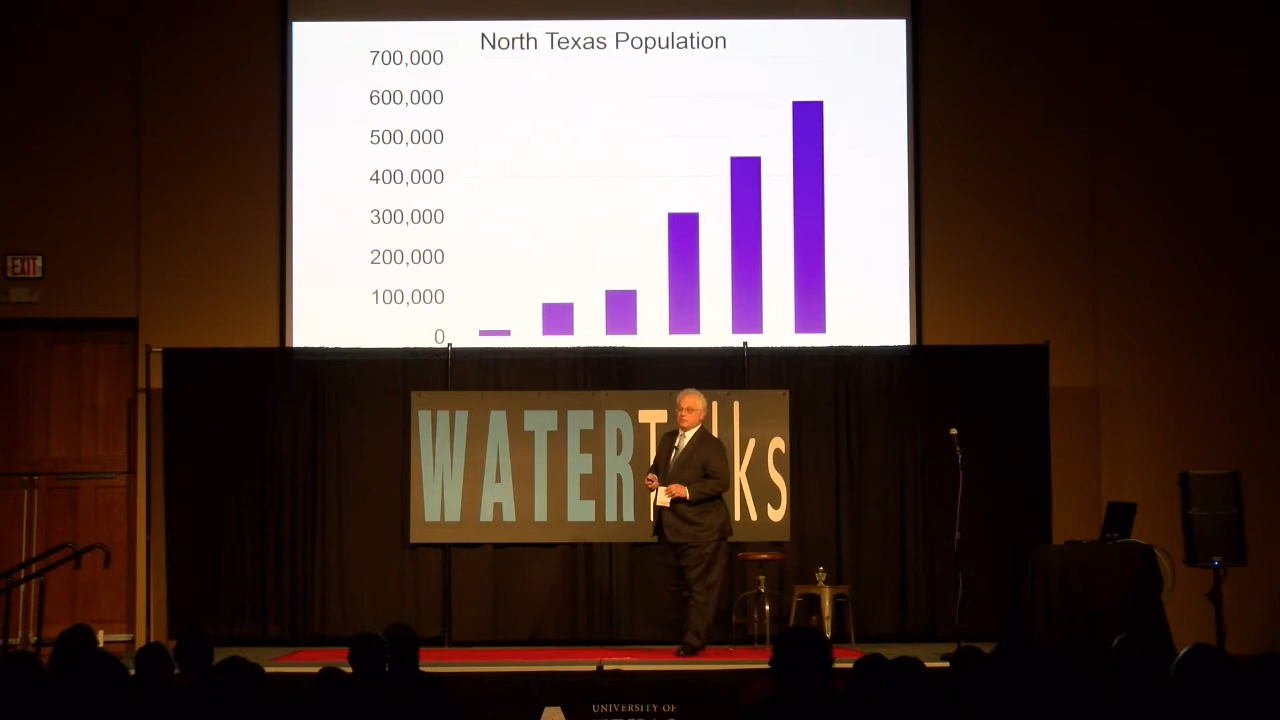 North Texas Population
700,000
600,000
500,000
400,000
300,000
200,000
100,000
0
EXIT
WATERTalks
UNIVERSITY OF